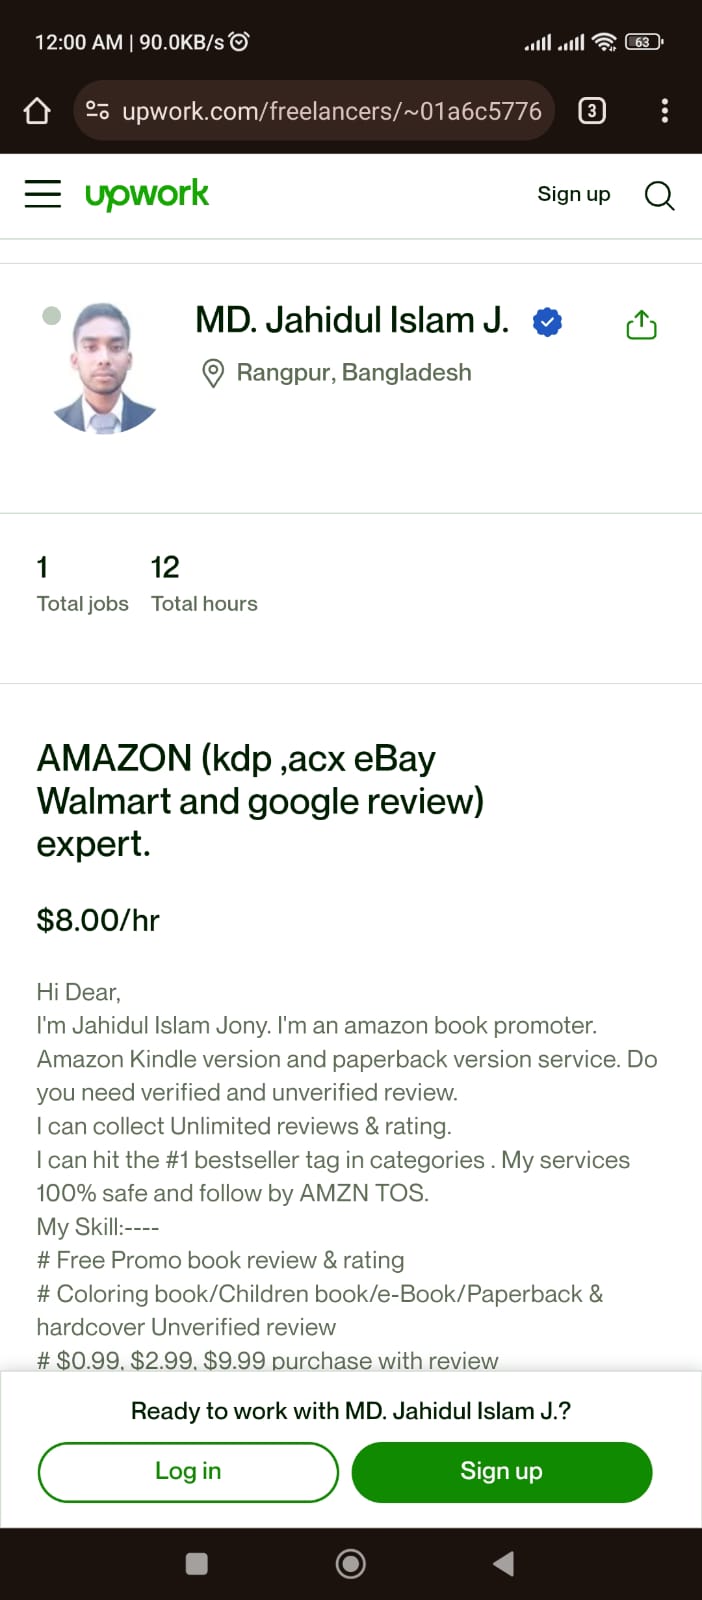 12:00 AM | 90.0KB/s
63
upwork.com/freelancers/~01a6c5776
3
upwork
Sign up
MD. Jahidul Islam J.
Rangpur, Bangladesh
1
12
Total jobs
Total hours
AMAZON (kdp ,acx eBay
Walmart and google review)
expert.
$8.00/hr
Hi Dear,
I'm Jahidul Islam Jony. I'm an amazon book promoter.
Amazon Kindle version and paperback version service. Do
you need verified and unverified review.
I can collect Unlimited reviews & rating.
I can hit the #1 bestseller tag in categories . My services
100% safe and follow by AMZN TOS.
My Skill:----
# Free Promo book review & rating
# Coloring book/Children book/e-Book/Paperback &
hardcover Unverified review
# $0.99, $2.99, $9.99 purchase with review
Ready to work with MD. Jahidul Islam J.?
Log in
Sign up